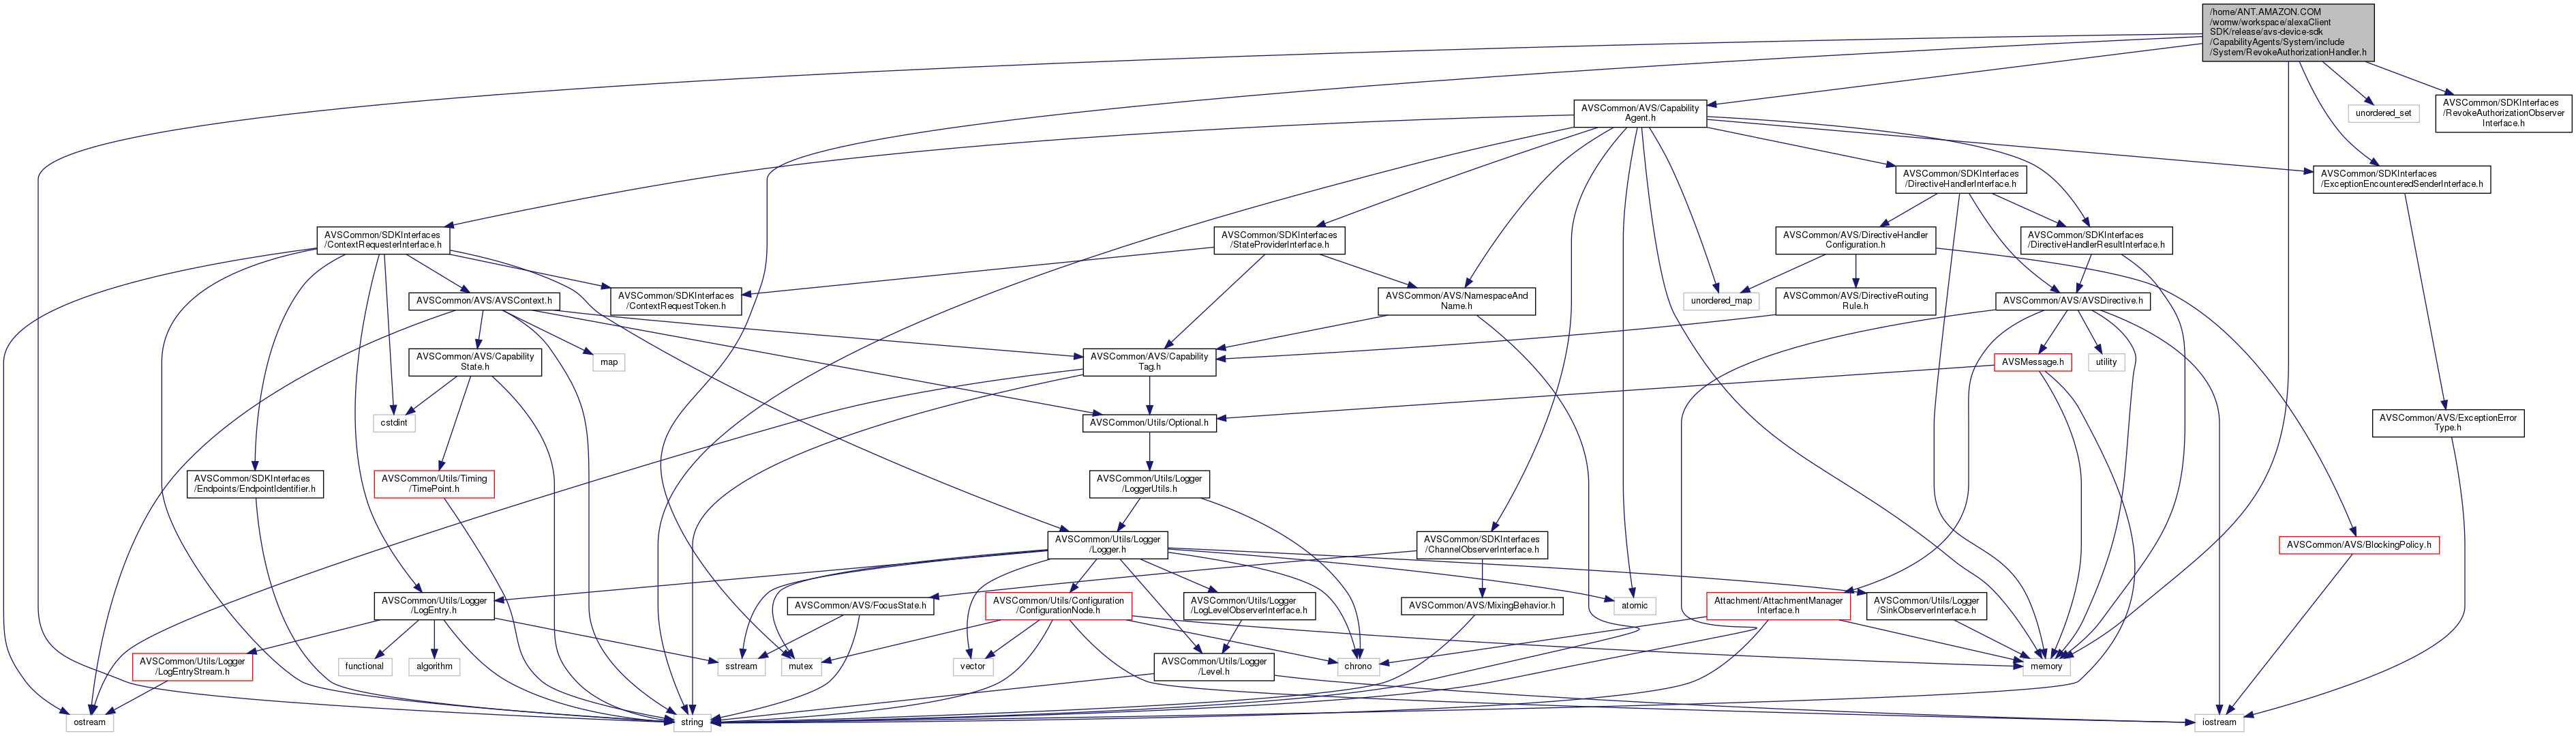 /home/ANT.AMAZON.COM
/womw/workspace/alexaClient
SDK/release/avs-device-sdk
/CapabilityAgents/System/include
/System/RevokeAuthorizationHandler.h
AVSCommon/AVS/Capability
Agent.h
unordered_set
AVSCommon/SDKInterfaces
/RevokeAuthorizationObserver
Interface.h
AVSCommon/SDKInterfaces
/DirectiveHandlerInterface.h
AVSCommon/SDKInterfaces
/ExceptionEncounteredSenderInterface.h
AVSCommon/SDKInterfaces
/ContextRequesterInterface.h
AVSCommon/SDKInterfaces
/StateProviderInterface.h
AVSCommon/AVS/DirectiveHandler
Configuration.h
AVSCommon/SDKInterfaces
/DirectiveHandlerResultInterface.h
AVSCommon/AVS/AVSContext.h
AVSCommon/SDKInterfaces
/ContextRequestToken.h
AVSCommon/AVS/NamespaceAnd
Name.h
unordered_map
AVSCommon/AVS/DirectiveRouting
Rule.h
AVSCommon/AVS/AVSDirective.h
AVSCommon/AVS/Capability
State.h
map
AVSCommon/AVS/Capability
Tag.h
AVSMessage.h
utility
cstdint
AVSCommon/Utils/Optional.h
AVSCommon/AVS/ExceptionError
Type.h
AVSCommon/SDKInterfaces
/Endpoints/EndpointIdentifier.h
AVSCommon/Utils/Timing
/TimePoint.h
AVSCommon/Utils/Logger
/LoggerUtils.h
AVSCommon/Utils/Logger
/Logger.h
AVSCommon/SDKInterfaces
/ChannelObserverInterface.h
AVSCommon/AVS/BlockingPolicy.h
AVSCommon/Utils/Logger
/LogEntry.h
AVSCommon/AVS/FocusState.h
AVSCommon/Utils/Configuration
/ConfigurationNode.h
AVSCommon/Utils/Logger
/LogLevelObserverInterface.h
AVSCommon/AVS/MixingBehavior.h
atomic
Attachment/AttachmentManager
Interface.h
AVSCommon/Utils/Logger
/SinkObserverInterface.h
AVSCommon/Utils/Logger
/LogEntryStream.h
functional
algorithm
sstream
mutex
vector
AVSCommon/Utils/Logger
/Level.h
chrono
memory
ostream
string
iostream